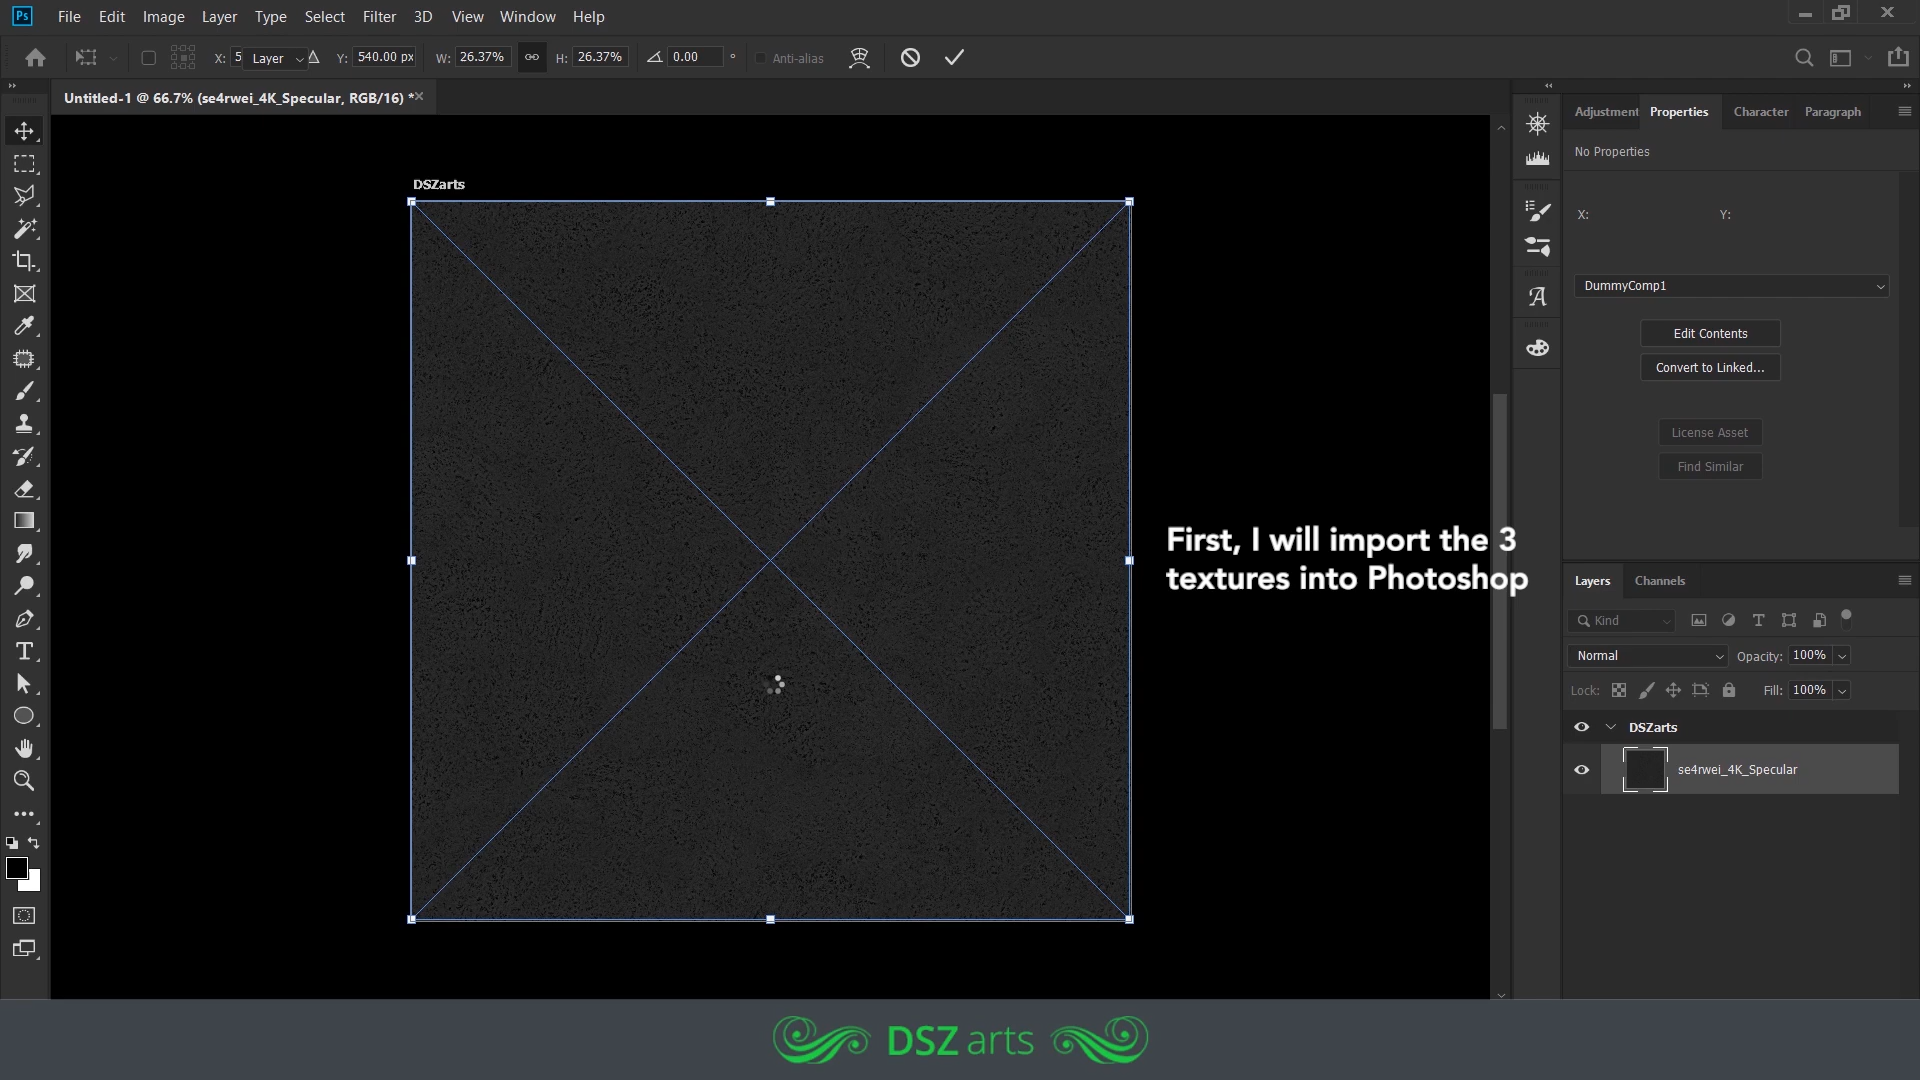 Ps File Edit Image Layer Type Select Filter 3D View Window Help
X: 5 Layer Δ Y: 540.00 px W: 26.37% H: 26.37% 0.00 ° Anti-alias
Untitled-1 @ 66.7% (se4rwei_4K_Specular, RGB/16) *
Adjustment Properties Character Paragraph
No Properties
DSZarts
X: Y:
DummyComp1
Edit Contents
Convert to Linked...
License Asset
Find Similar
First, I will import the 3
textures into Photoshop
Layers Channels
Kind
Normal Opacity: 100%
Lock: Fill: 100%
DSZarts
se4rwei_4K_Specular
DSZ arts